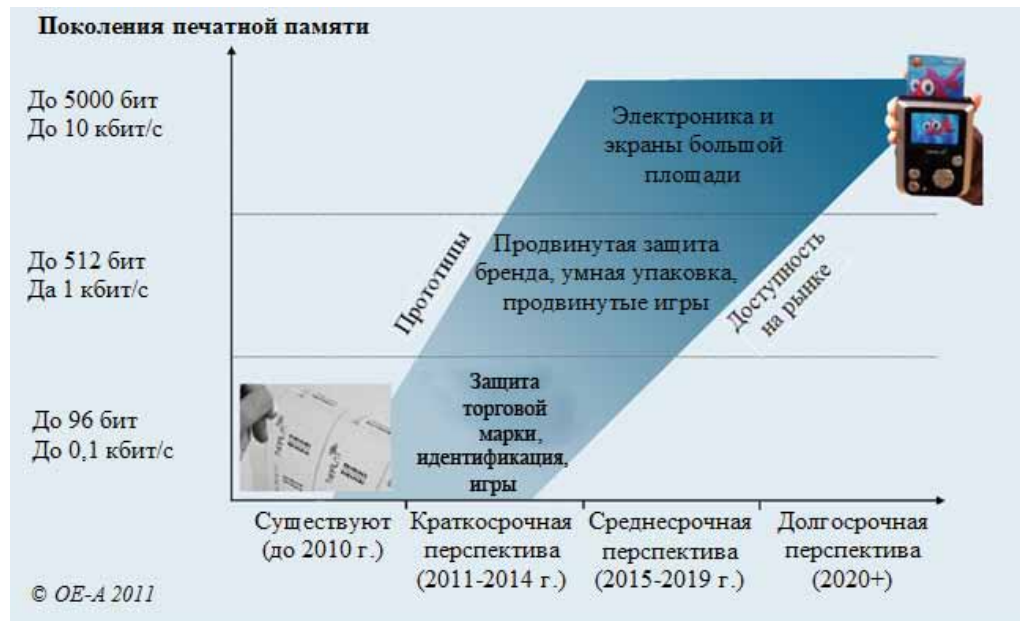 Поколения печатной памяти
До 5000 бит
До 10 кбит/с
Электроника и
экраны большой
площади
До 512 бит
Да 1 кбит/с
Прототипы
Продвинутая защита
бренда, умная упаковка,
продвинутые игры
Доступность
на рынке
До 96 бит
До 0,1 кбит/с
Защита
торговой
марки,
идентификация,
игры
Существуют
(до 2010 г.)
Краткосрочная
перспектива
(2011-2014 г.)
Среднесрочная
перспектива
(2015-2019 г.)
Долгосрочная
перспектива
(2020+)
© OE-A 2011